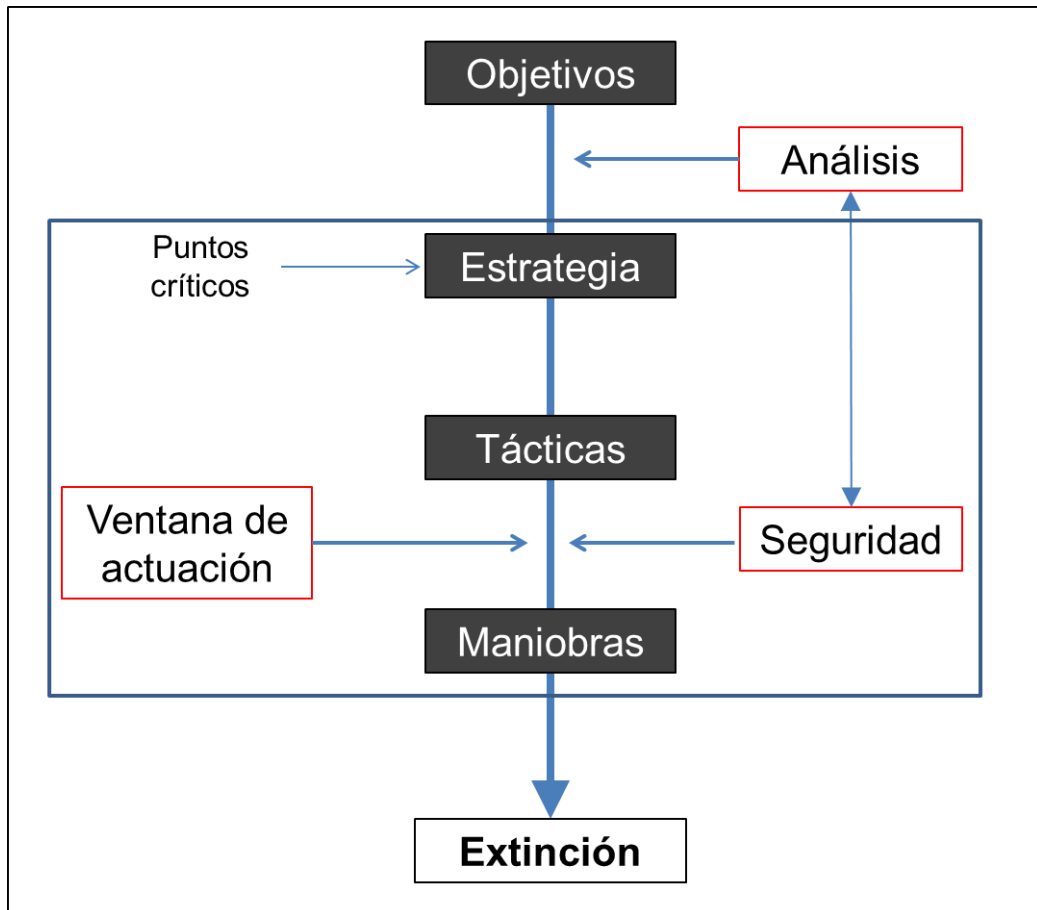 Objetivos
Análisis
Puntos
críticos
Estrategia
Tácticas
Ventana de
actuación
Seguridad
Maniobras
Extinción